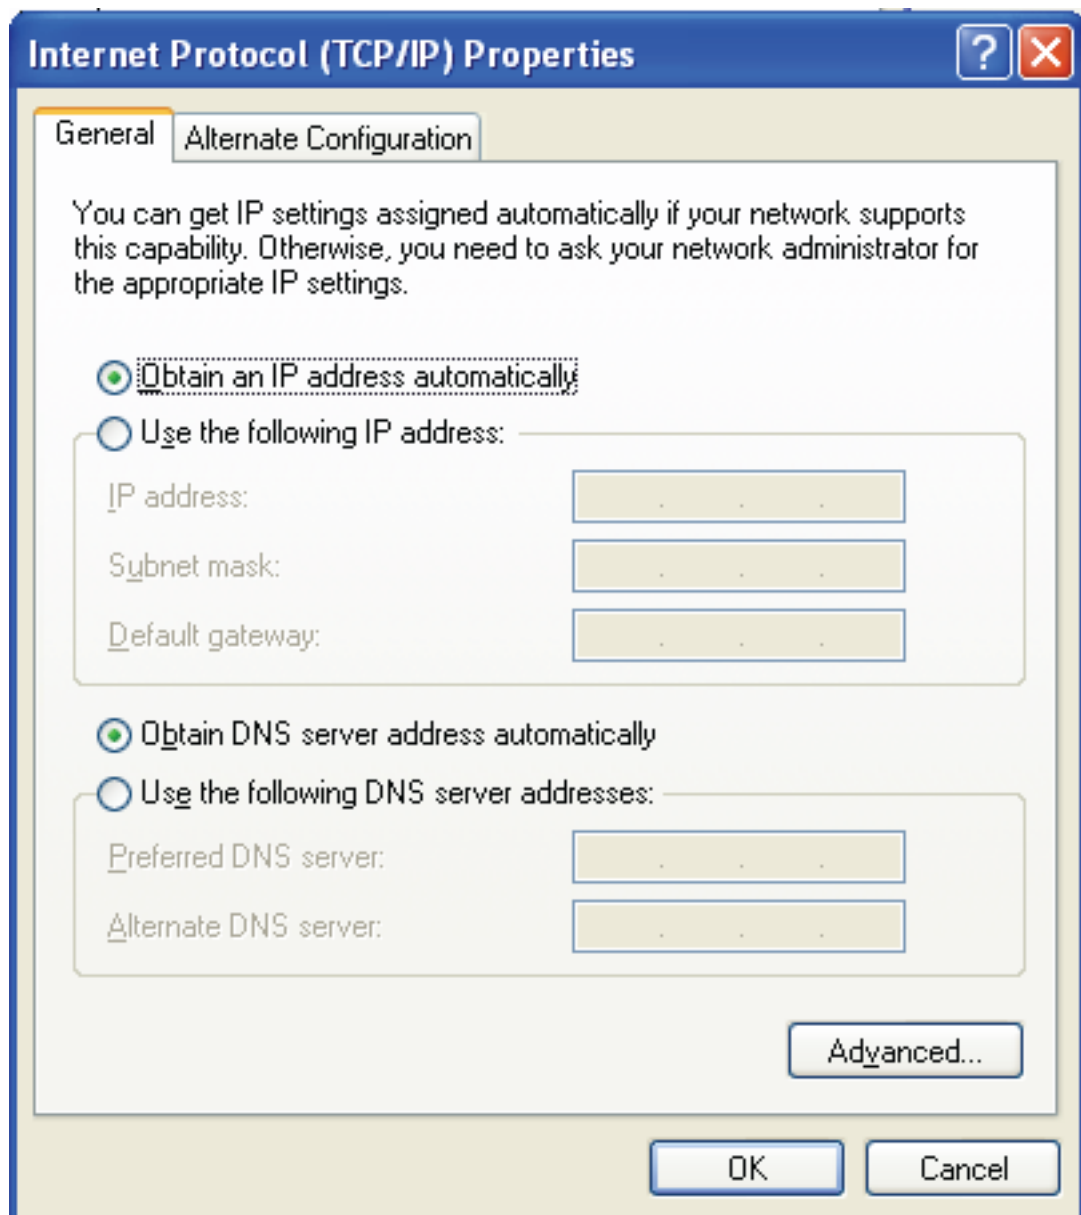 Internet Protocol (TCP/IP) Properties
General
Alternate Configuration
You can get IP settings assigned automatically if your network supports
this capability. Otherwise, you need to ask your network administrator for
the appropriate IP settings.
Obtain an IP address automatically
Use the following IP address:
IP address:
Subnet mask:
Default gateway:
Obtain DNS server address automatically
Use the following DNS server addresses:
Preferred DNS server:
Alternate DNS server:
Advanced...
OK
Cancel